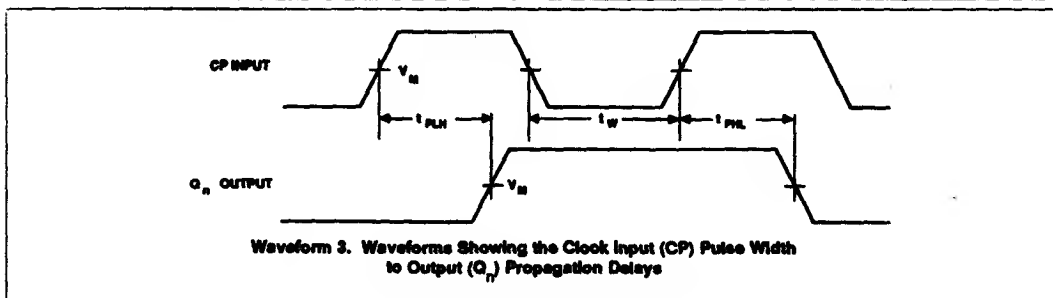 CP INPUT
V_M
t_PLH
t_W
t_PHL
Q_n OUTPUT
V_M
Waveform 3. Waveforms Showing the Clock Input (CP) Pulse Width
to Output (Q_n) Propagation Delays